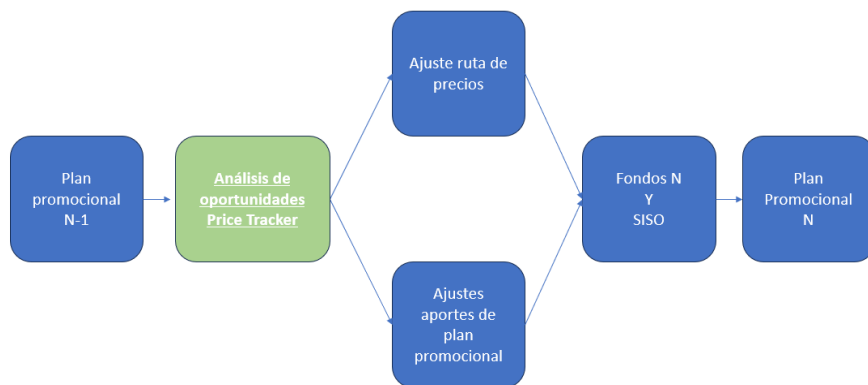 Plan
promocional
N-1
Análisis de
oportunidades
Price Tracker
Ajuste ruta de
precios
Ajustes
aportes de
plan
promocional
Fondos N
Y
SISO
Plan
Promocional
N